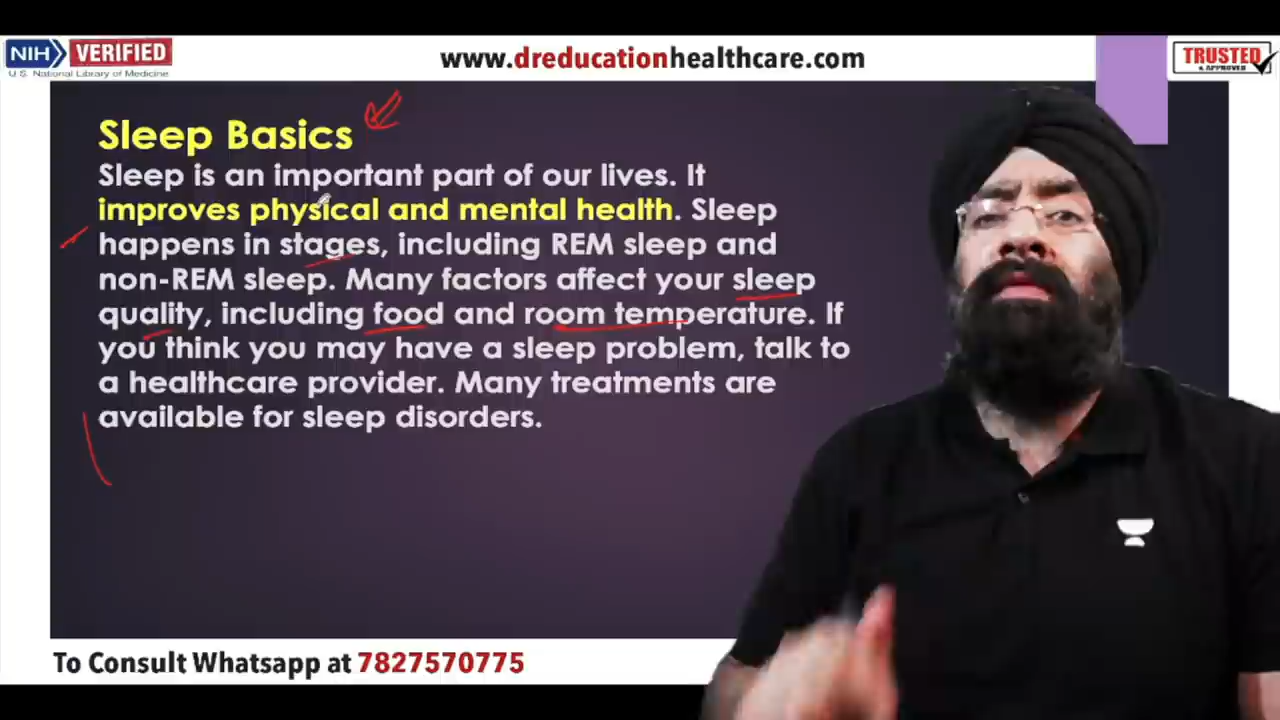 NIH VERIFIED
U.S. National Library of Medicine
www.dreducationhealthcare.com
TRUSTED
& APPROVED
Sleep Basics
Sleep is an important part of our lives. It
improves physical and mental health. Sleep
happens in stages, including REM sleep and
non-REM sleep. Many factors affect your sleep
quality, including food and room temperature. If
you think you may have a sleep problem, talk to
a healthcare provider. Many treatments are
available for sleep disorders.
To Consult Whatsapp at 7827570775